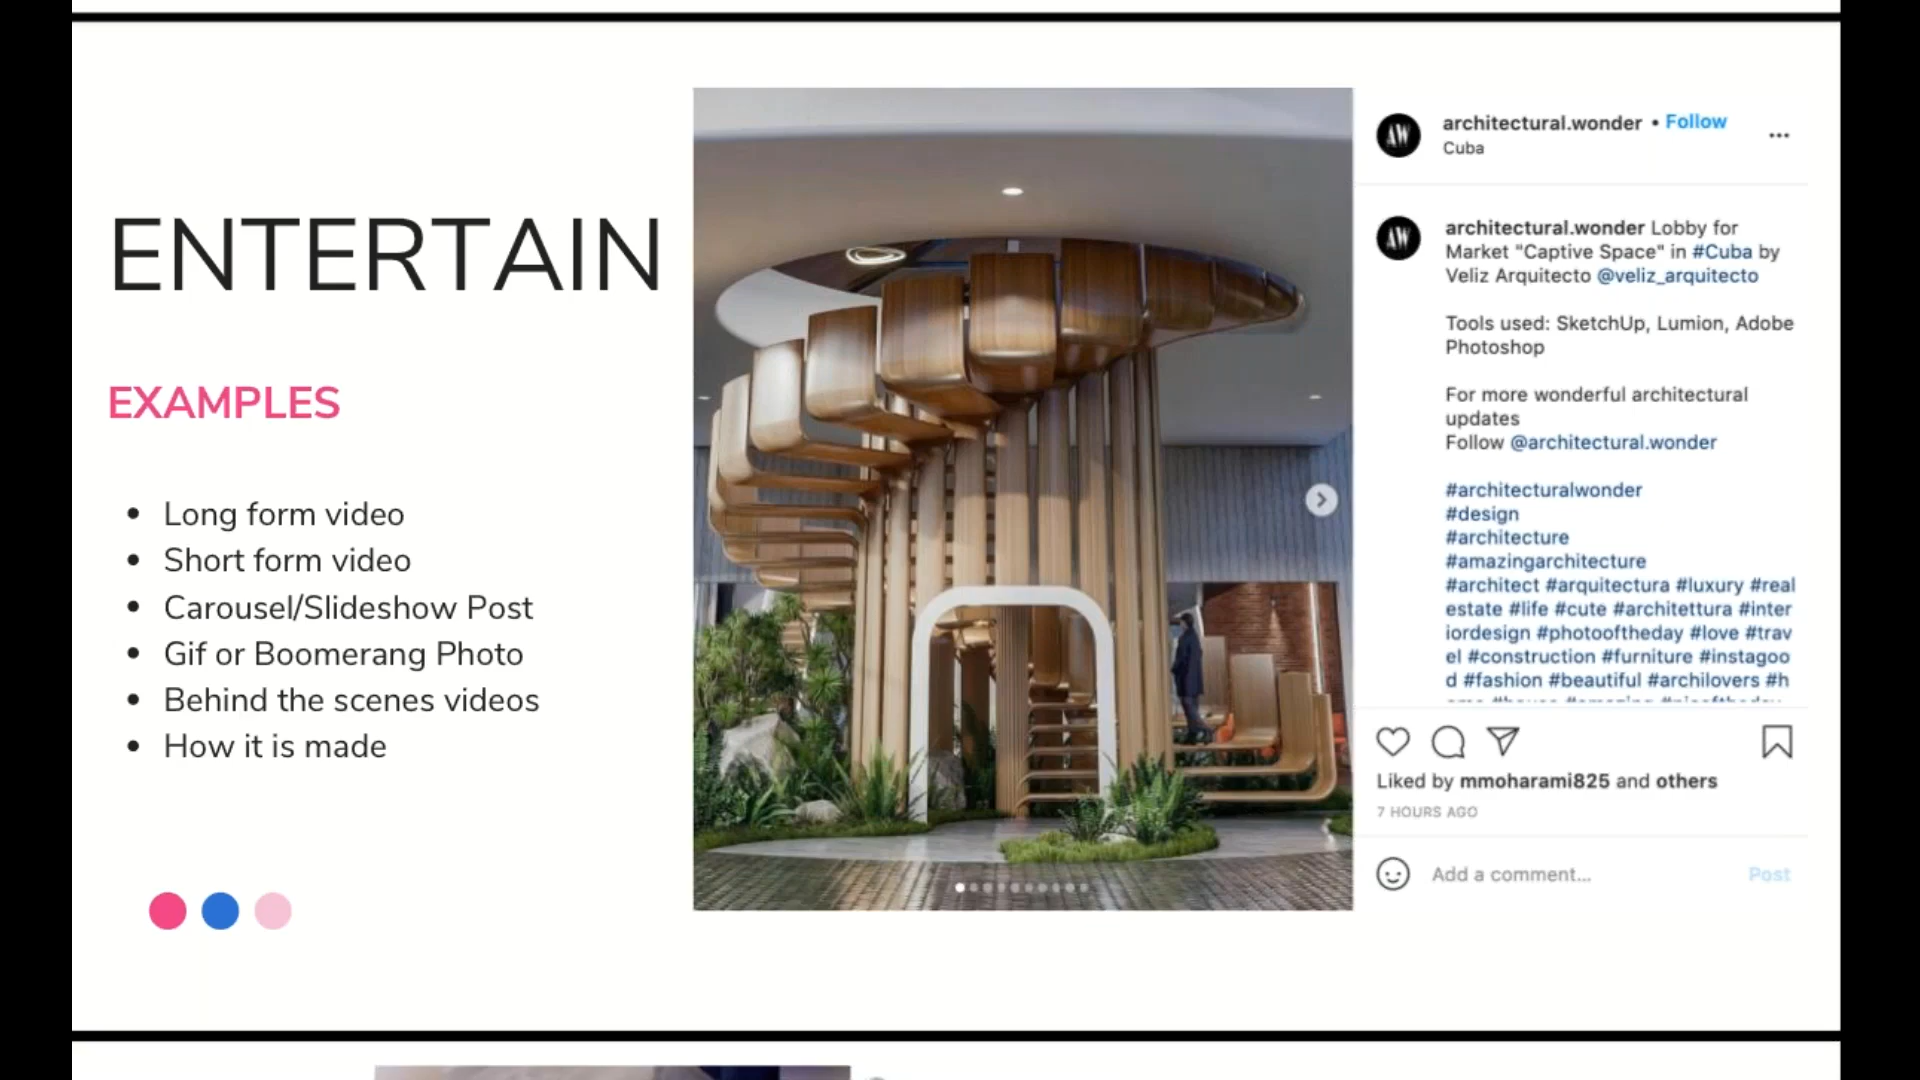 ENTERTAIN
EXAMPLES
• Long form video
• Short form video
• Carousel/Slideshow Post
• Gif or Boomerang Photo
• Behind the scenes videos
• How it is made
AW
architectural.wonder • Follow
Cuba
AW
architectural.wonder Lobby for
Market "Captive Space" in #Cuba by
Veliz Arquitecto @veliz_arquitecto
Tools used: SketchUp, Lumion, Adobe
Photoshop
For more wonderful architectural
updates
Follow @architectural.wonder
#architecturalwonder
#design
#architecture
#amazingarchitecture
#architect #arquitectura #luxury #real
estate #life #cute #architettura #inter
iordesign #photooftheday #love #trav
el #construction #furniture #instagoo
d #fashion #beautiful #archilovers #h
Liked by mmoharami825 and others
7 HOURS AGO
Add a comment...
Post